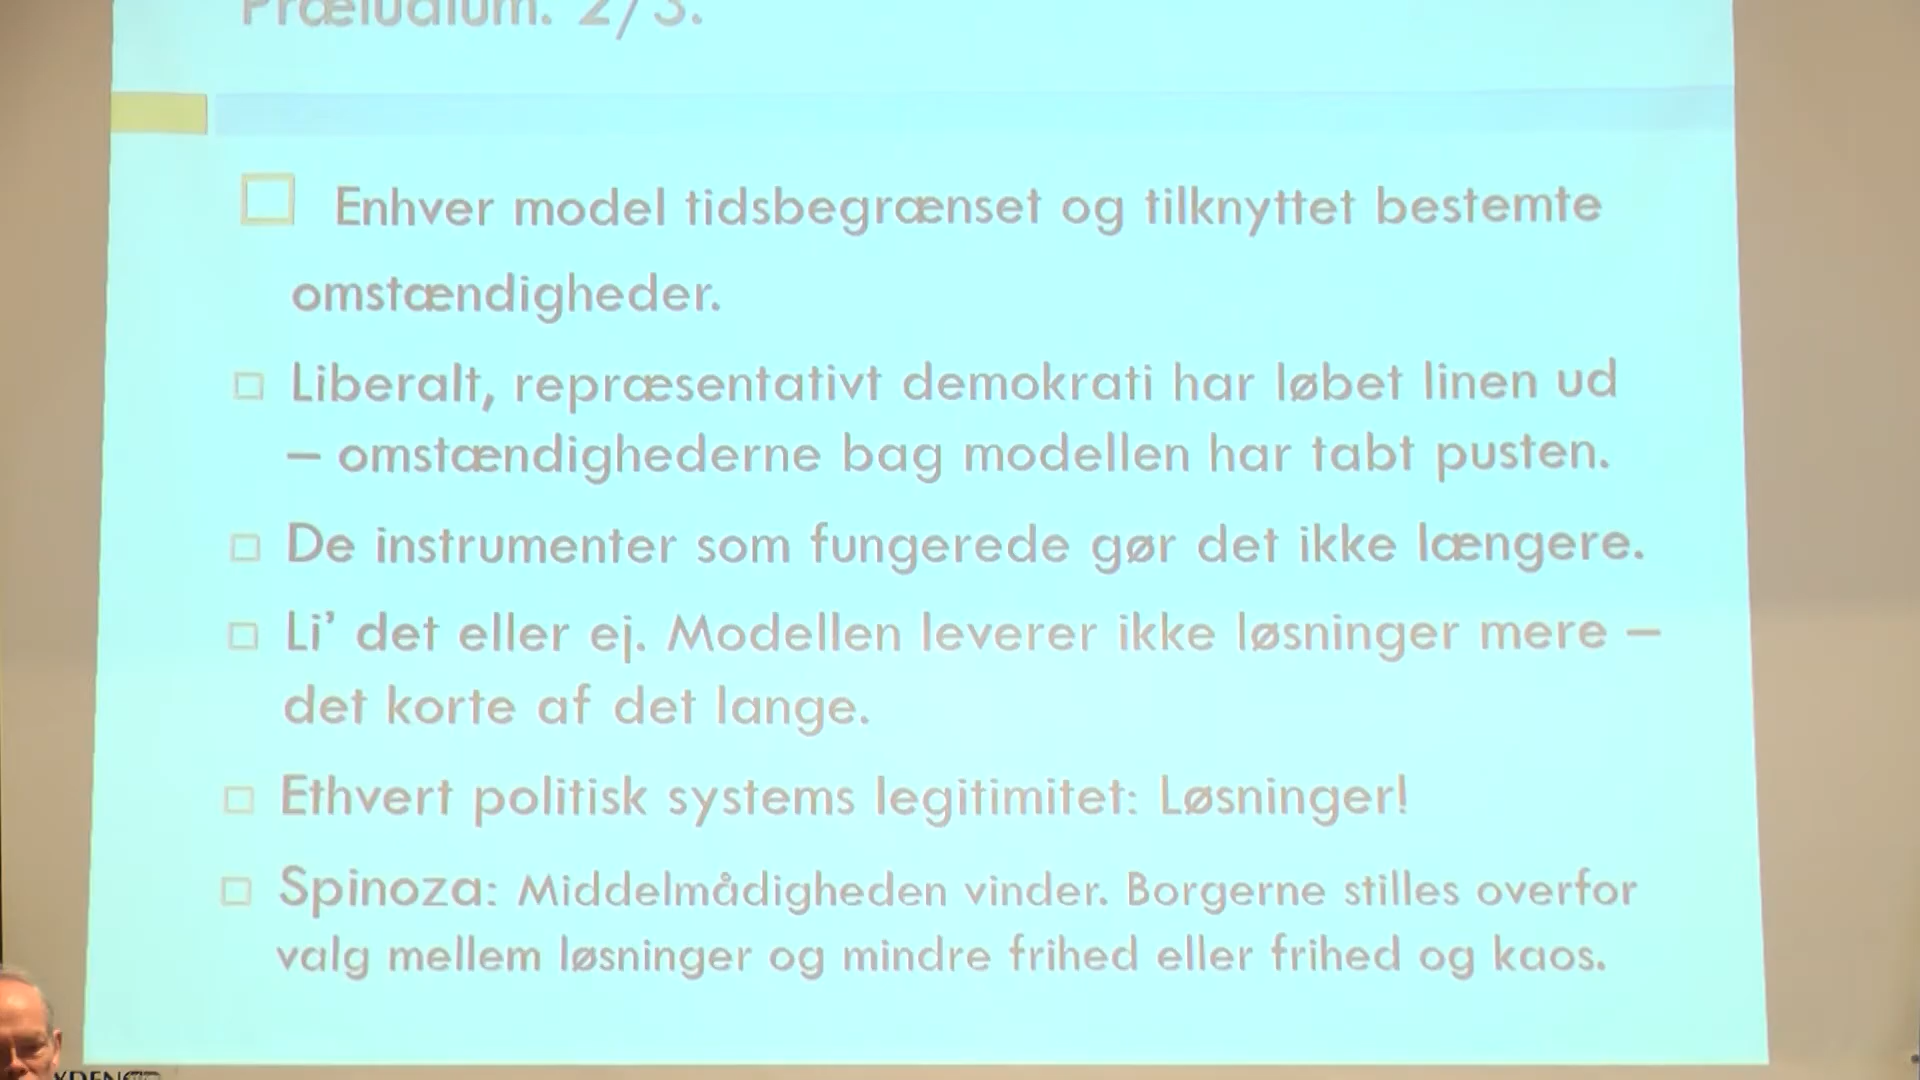 Præludium. 2/3.
Enhver model tidsbegrænset og tilknyttet bestemte
omstændigheder.
Liberalt, repræsentativt demokrati har løbet linen ud
– omstændighederne bag modellen har tabt pusten.
De instrumenter som fungerede gør det ikke længere.
Li’ det eller ej. Modellen leverer ikke løsninger mere –
det korte af det lange.
Ethvert politisk systems legitimitet: Løsninger!
Spinoza: Middelmådigheden vinder. Borgerne stilles overfor
valg mellem løsninger og mindre frihed eller frihed og kaos.